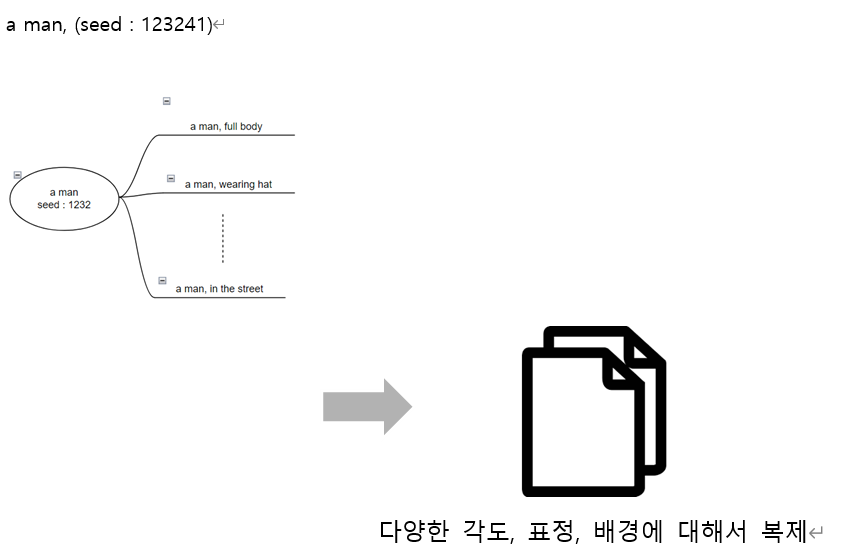 a man, (seed : 123241)
a man, full body
a man, wearing hat
a man
seed : 1232
a man, in the street
다양한 각도, 표정, 배경에 대해서 복제